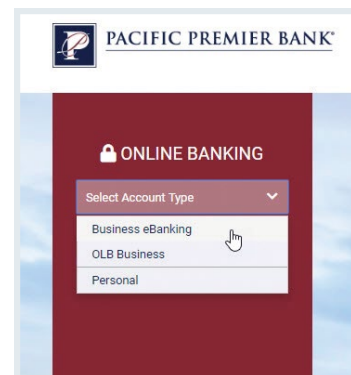 PACIFIC PREMIER BANK®
ONLINE BANKING
Select Account Type
Business eBanking
OLB Business
Personal